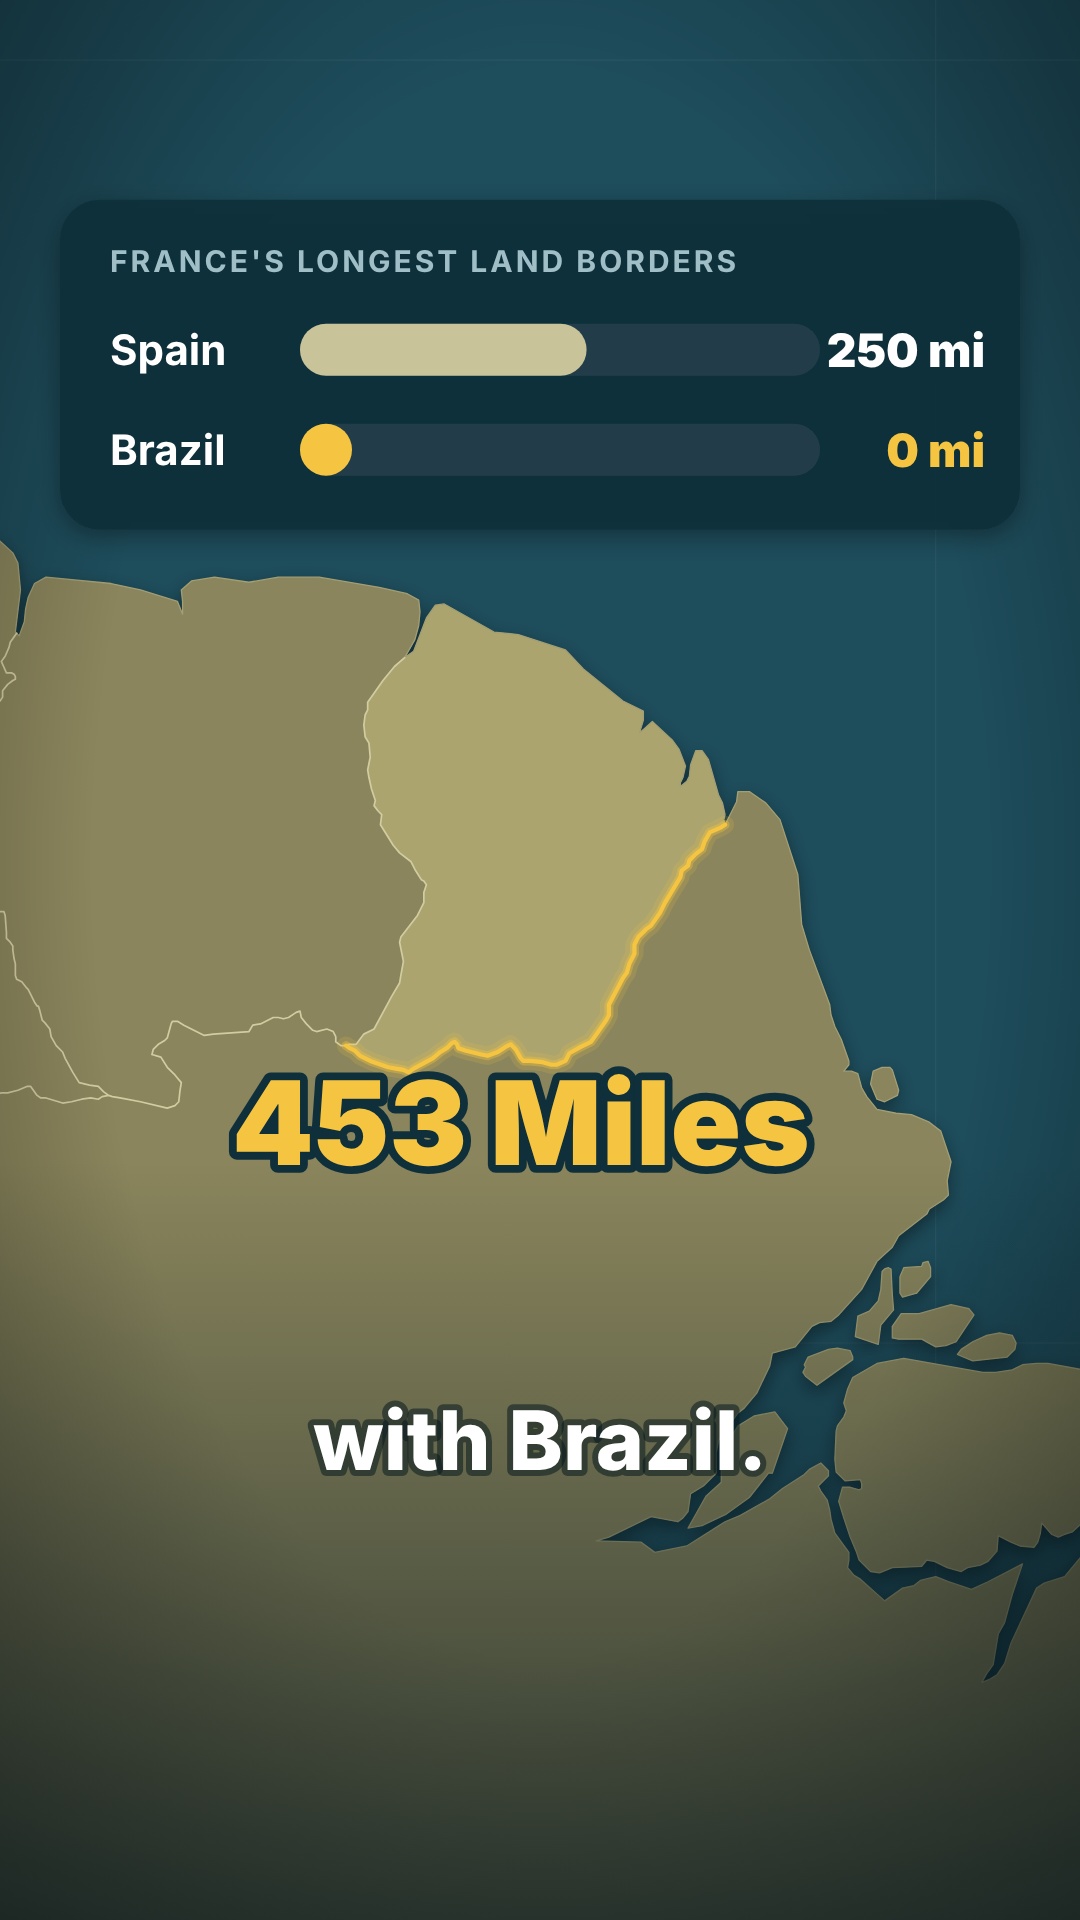 FRANCE'S LONGEST LAND BORDERS
Spain 250 mi
Brazil 0 mi
453 Miles
with Brazil.